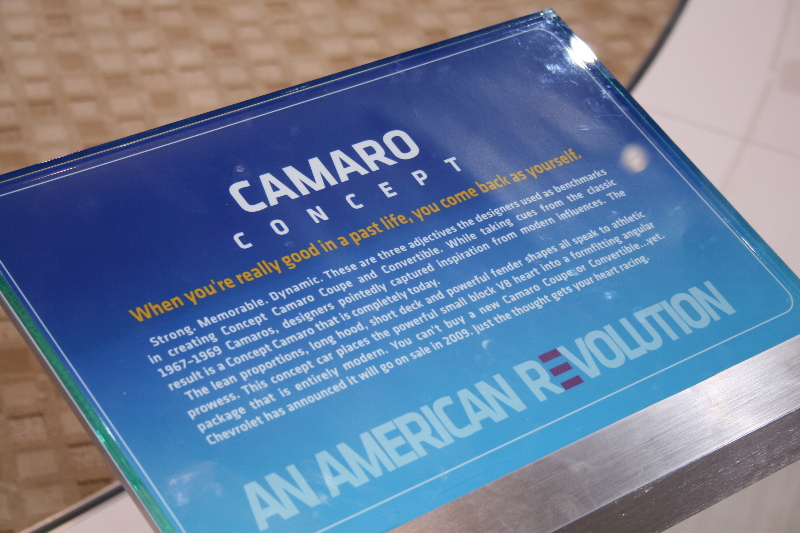 CAMARO
CONCEPT
When you're really good in a past life, you come back as yourself.
Strong. Memorable. Dynamic. These are three adjectives the designers used as benchmarks
in creating Concept Camaro Coupe and Convertible. While taking cues from the classic
1967-1969 Camaros, designers pointedly captured inspiration from modern influences. The
result is a Concept Camaro that is completely today.
The lean proportions, long hood, short deck and powerful fender shapes all speak to athletic
prowess. This concept car places the powerful small block V8 heart into a formfitting angular
package that is entirely modern. You can't buy a new Camaro Coupe or Convertible...yet.
Chevrolet has announced it will go on sale in 2009. Just the thought gets your heart racing.
AN AMERICAN REVOLUTION